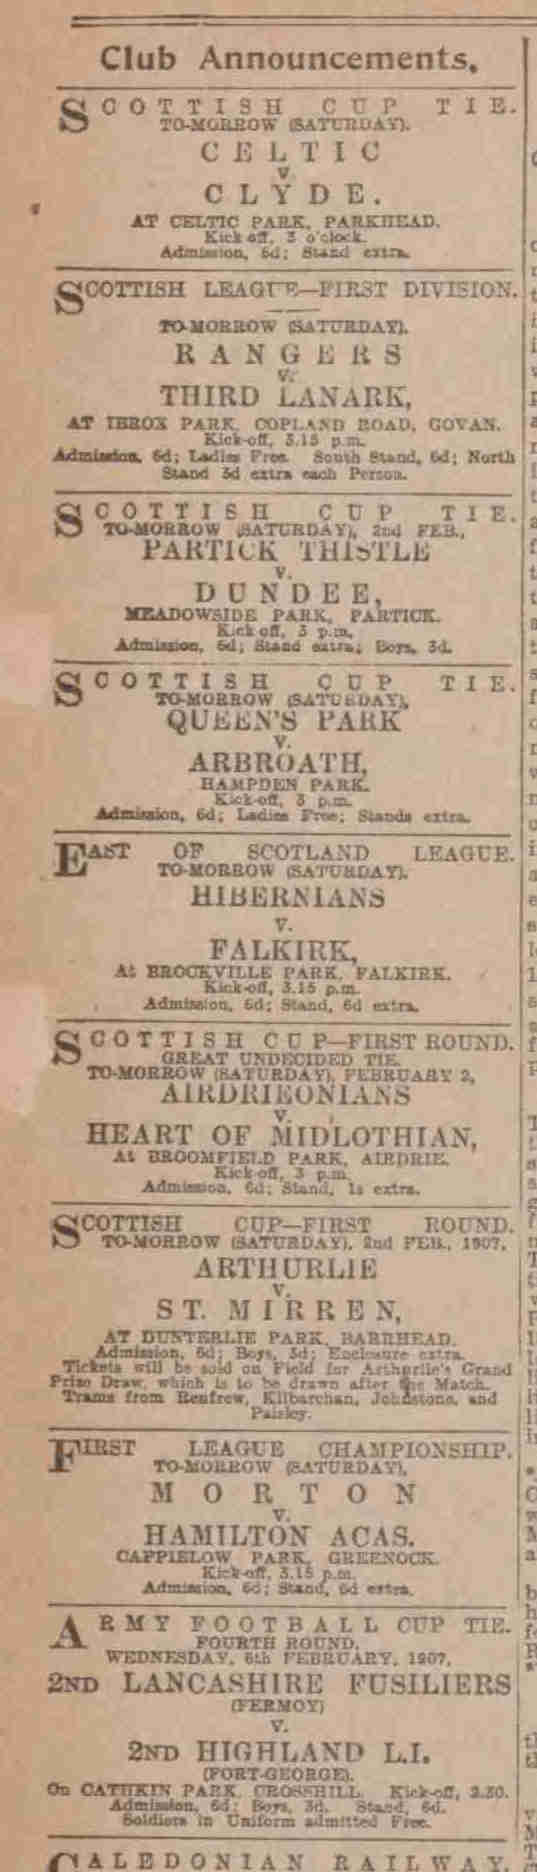 Club Announcements.
SCOTTISH CUP TIE.
TO-MORROW (SATURDAY).
CELTIC
v.
CLYDE.
AT CELTIC PARK, PARKHEAD.
Kick off, 3 o'clock.
Admission, 6d; Stand extra.
SCOTTISH LEAGUE—FIRST DIVISION.
TO-MORROW (SATURDAY).
RANGERS
v.
THIRD LANARK,
AT IBROX PARK, COPLAND ROAD, GOVAN.
Kick-off, 3.15 p.m.
Admission, 6d; Ladies Free. South Stand, 6d; North
Stand 3d extra each Person.
SCOTTISH CUP TIE.
TO-MORROW (SATURDAY), 2nd FEB.,
PARTICK THISTLE
v.
DUNDEE,
MEADOWSIDE PARK, PARTICK.
Kick off, 3 p.m.
Admission, 6d; Stand extra; Boys, 3d.
SCOTTISH CUP TIE.
TO-MORROW (SATURDAY),
QUEEN'S PARK
v.
ARBROATH,
HAMPDEN PARK.
Kick-off, 3 p.m.
Admission, 6d; Ladies Free; Stands extra.
EAST OF SCOTLAND LEAGUE.
TO-MORROW (SATURDAY).
HIBERNIANS
v.
FALKIRK,
At BROCKVILLE PARK, FALKIRK.
Kick-off, 3.15 p.m.
Admission, 6d; Stand, 6d extra.
SCOTTISH CUP—FIRST ROUND.
GREAT UNDECIDED TIE.
TO-MORROW (SATURDAY), FEBRUARY 2,
AIRDRIEONIANS
v.
HEART OF MIDLOTHIAN,
At BROOMFIELD PARK, AIRDRIE.
Kick-off, 3 p.m.
Admission, 6d; Stand, 1s extra.
SCOTTISH CUP—FIRST ROUND.
TO-MORROW (SATURDAY), 2nd FEB., 1907,
ARTHURLIE
v.
ST. MIRREN,
AT DUNTERLIE PARK, BARRHEAD.
Admission, 6d; Boys, 3d; Enclosure extra.
Tickets will be sold on Field for Arthurlie's Grand
Prize Draw, which is to be drawn after the Match.
Trams from Renfrew, Kilbarchan, Johnstone, and
Paisley.
FIRST LEAGUE CHAMPIONSHIP.
TO-MORROW (SATURDAY),
MORTON
v.
HAMILTON ACAS.
CAPPIELOW PARK, GREENOCK.
Kick-off, 3.15 p.m.
Admission, 6d; Stand, 6d extra.
ARMY FOOTBALL CUP TIE.
FOURTH ROUND.
WEDNESDAY, 6th FEBRUARY, 1907,
2ND LANCASHIRE FUSILIERS
(FERMOY)
v.
2ND HIGHLAND L.I.
(FORT-GEORGE).
On CATHKIN PARK, CROSSHILL. Kick-off, 2.30.
Admission, 6d; Boys, 3d. Stand, 6d.
Soldiers in Uniform admitted Free.
CALEDONIAN RAILWAY.